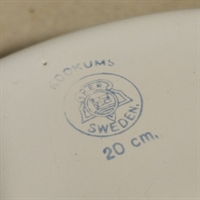 KOCKUMS
SWEDEN.
20 cm.